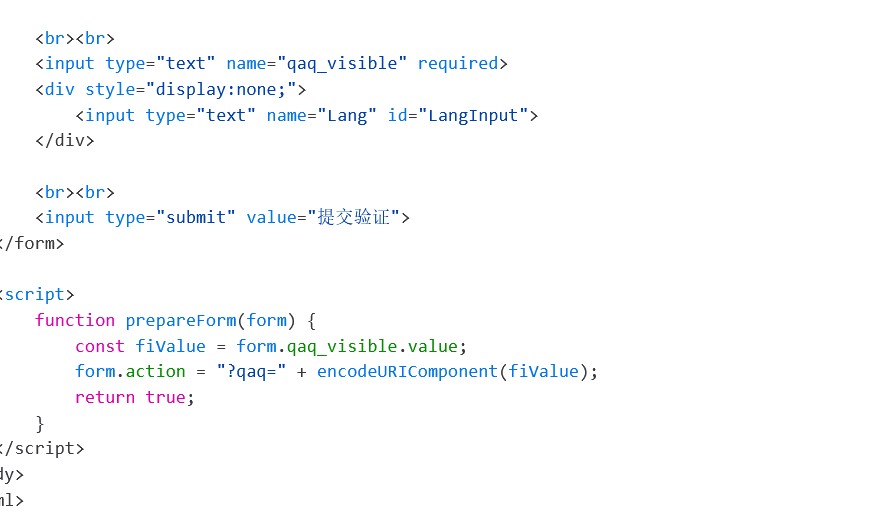 <br><br>
<input type="text" name="qaq_visible" required>
<div style="display:none;">
<input type="text" name="Lang" id="LangInput">
</div>
<br><br>
<input type="submit" value="提交验证">
</form>
<script>
function prepareForm(form) {
const fiValue = form.qaq_visible.value;
form.action = "?qaq=" + encodeURIComponent(fiValue);
return true;
}
</script>
dy>
ml>